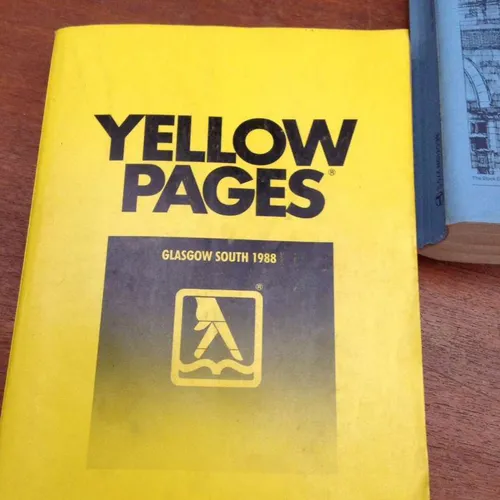 YELLOW
PAGES®
GLASGOW SOUTH 1988
®